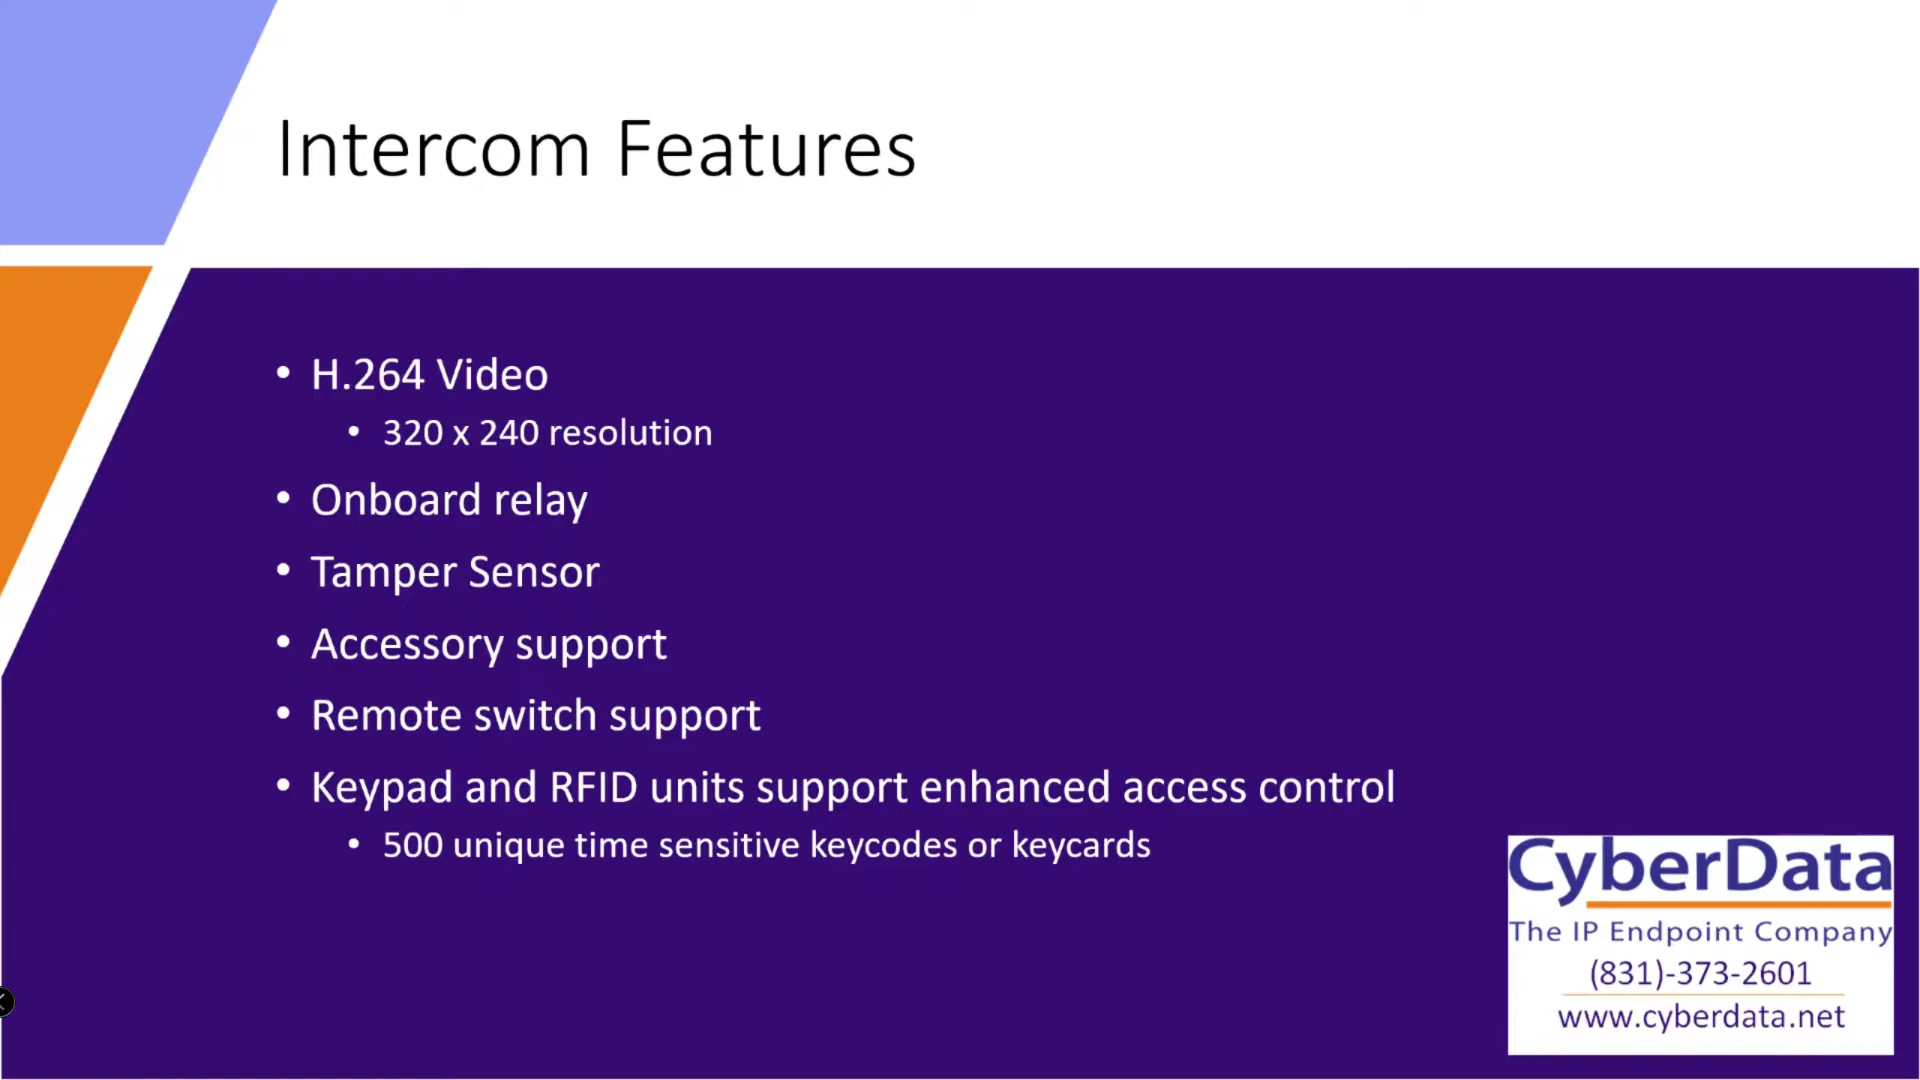 Intercom Features
• H.264 Video
• 320 x 240 resolution
• Onboard relay
• Tamper Sensor
• Accessory support
• Remote switch support
• Keypad and RFID units support enhanced access control
• 500 unique time sensitive keycodes or keycards
CyberData
The IP Endpoint Company
(831)-373-2601
www.cyberdata.net